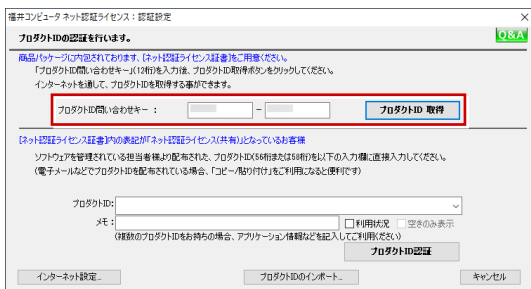 福井コンピュータ ネット認証ライセンス：認証設定
プロダクトIDの認証を行います。
Q&A
商品パッケージに内包されております、[ネット認証ライセンス証書]をご用意ください。
「プロダクトID問い合わせキー」(12桁)を入力後、プロダクトID取得ボタンをクリックしてください。
インターネットを通して、プロダクトIDを取得する事ができます。
プロダクトID問い合わせキー：
－
プロダクトID 取得
[ネット認証ライセンス証書]内の表記が「ネット認証ライセンス(共有)」となっているお客様
ソフトウェアを管理されている担当者様より配布された、プロダクトID(56桁または58桁)を以下の入力欄に直接入力してください。
(電子メールなどでプロダクトIDを配布されている場合、「コピー/貼り付け」をご利用になると便利です)
プロダクトID:
メモ：
利用状況
空きのみ表示
(複数のプロダクトIDをお持ちの場合、アプリケーション情報などを記入してご利用ください)
プロダクトID認証
インターネット設定...
プロダクトIDのインポート...
キャンセル